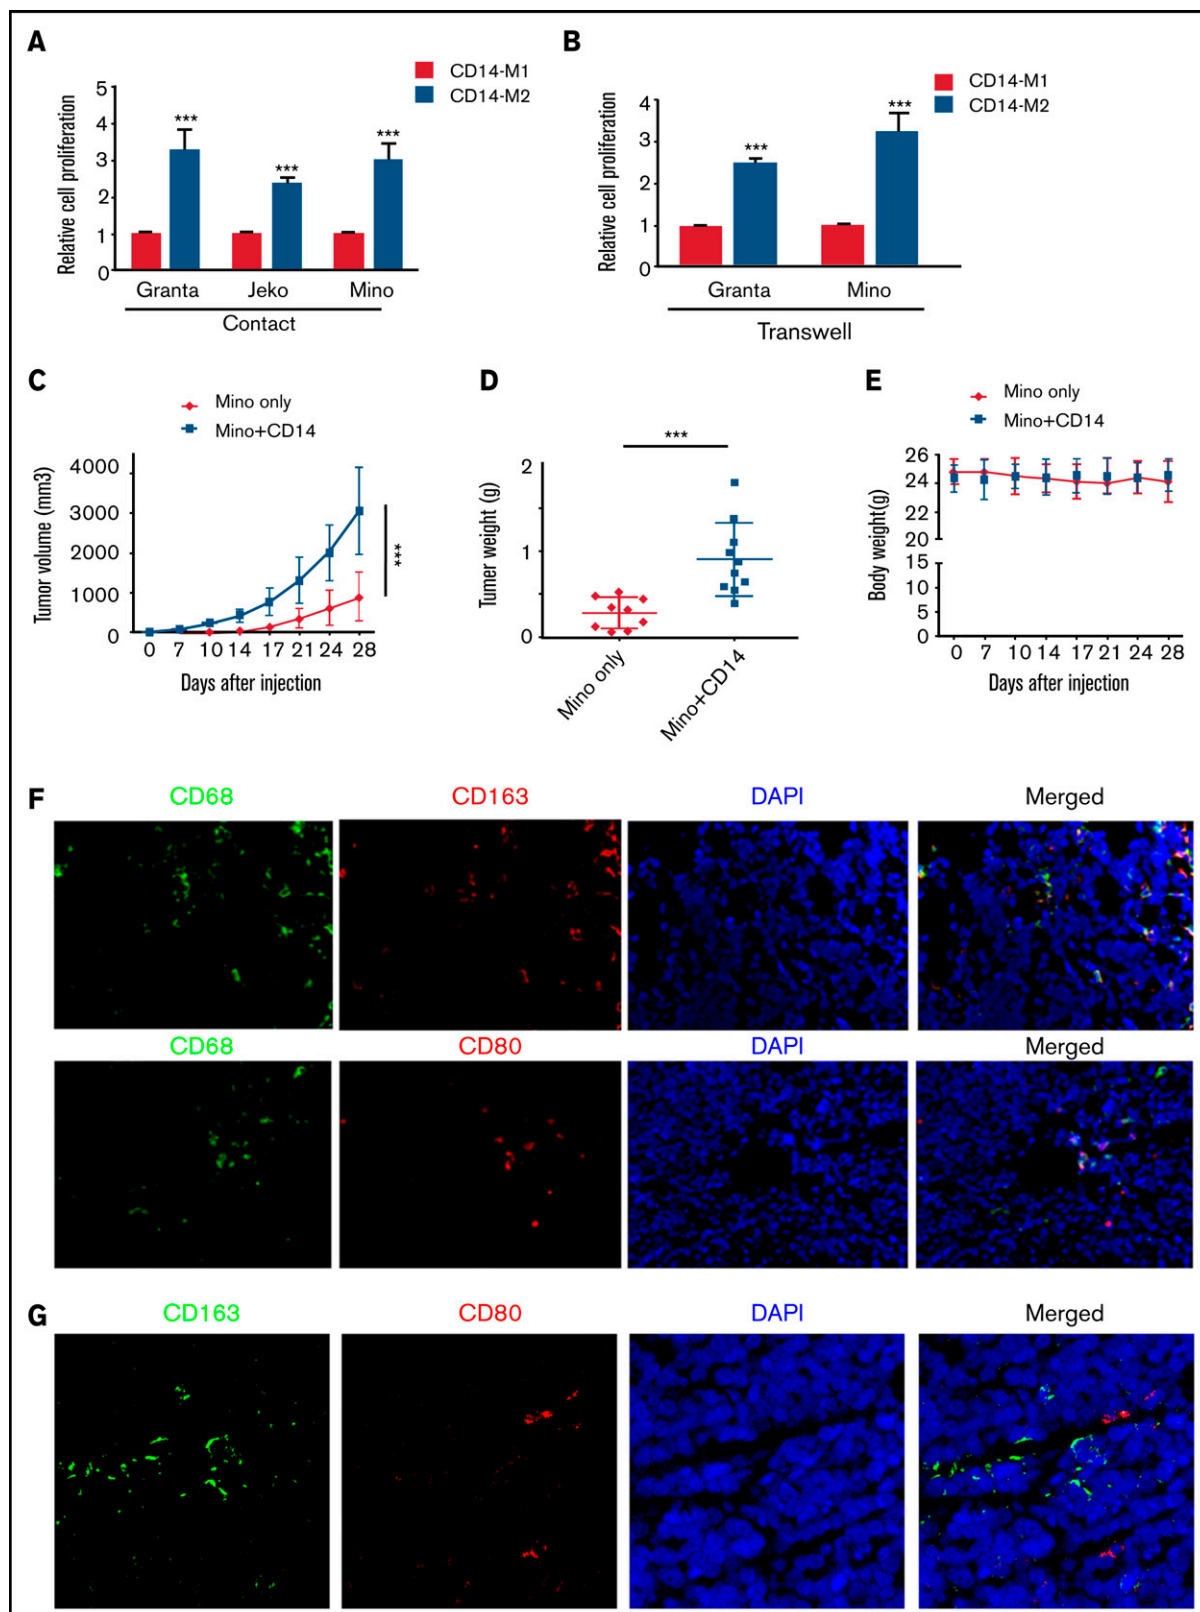 A
CD14-M1
CD14-M2
Relative cell proliferation
5
4
3
2
1
0
***
***
***
Granta Jeko Mino
Contact
B
CD14-M1
CD14-M2
Relative cell proliferation
4
3
2
1
0
***
***
Granta Mino
Transwell
C
Mino only
Mino+CD14
Tumor volume (mm3)
4000
3000
2000
1000
0
***
0 7 10 14 17 21 24 28
Days after injection
D
***
Tumer weight (g)
2
1
0
Mino only
Mino+CD14
E
Mino only
Mino+CD14
Body weight(g)
26
24
22
20
15
10
5
0
0 7 10 14 17 21 24 28
Days after injection
F
CD68 CD163 DAPI Merged
CD68 CD80 DAPI Merged
G
CD163 CD80 DAPI Merged